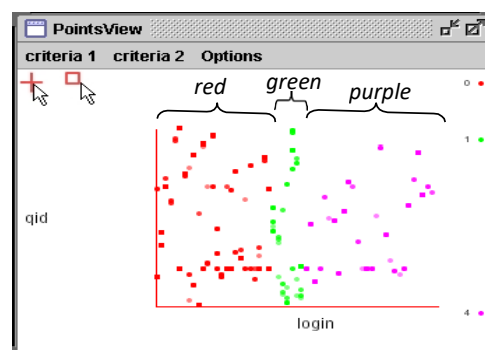 PointsView
criteria 1 criteria 2 Options
red green purple
0
1
qid
4
login